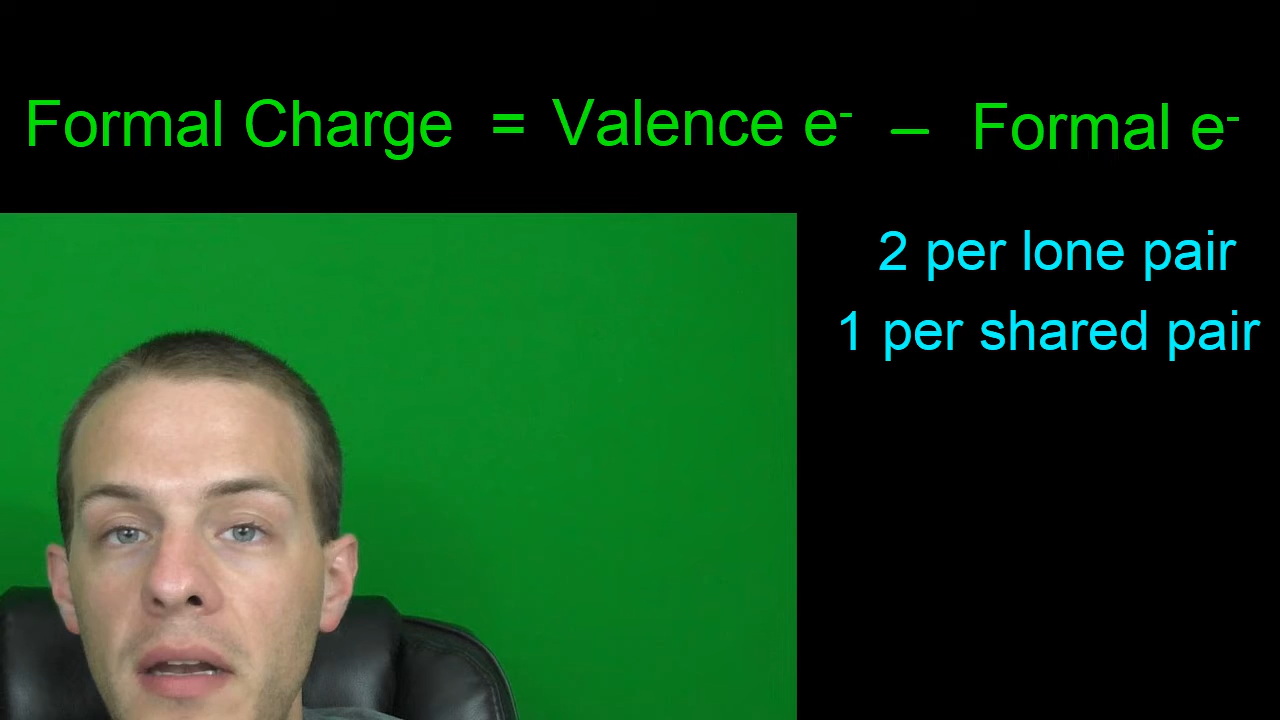 Formal Charge = Valence e⁻ – Formal e⁻
2 per lone pair
1 per shared pair